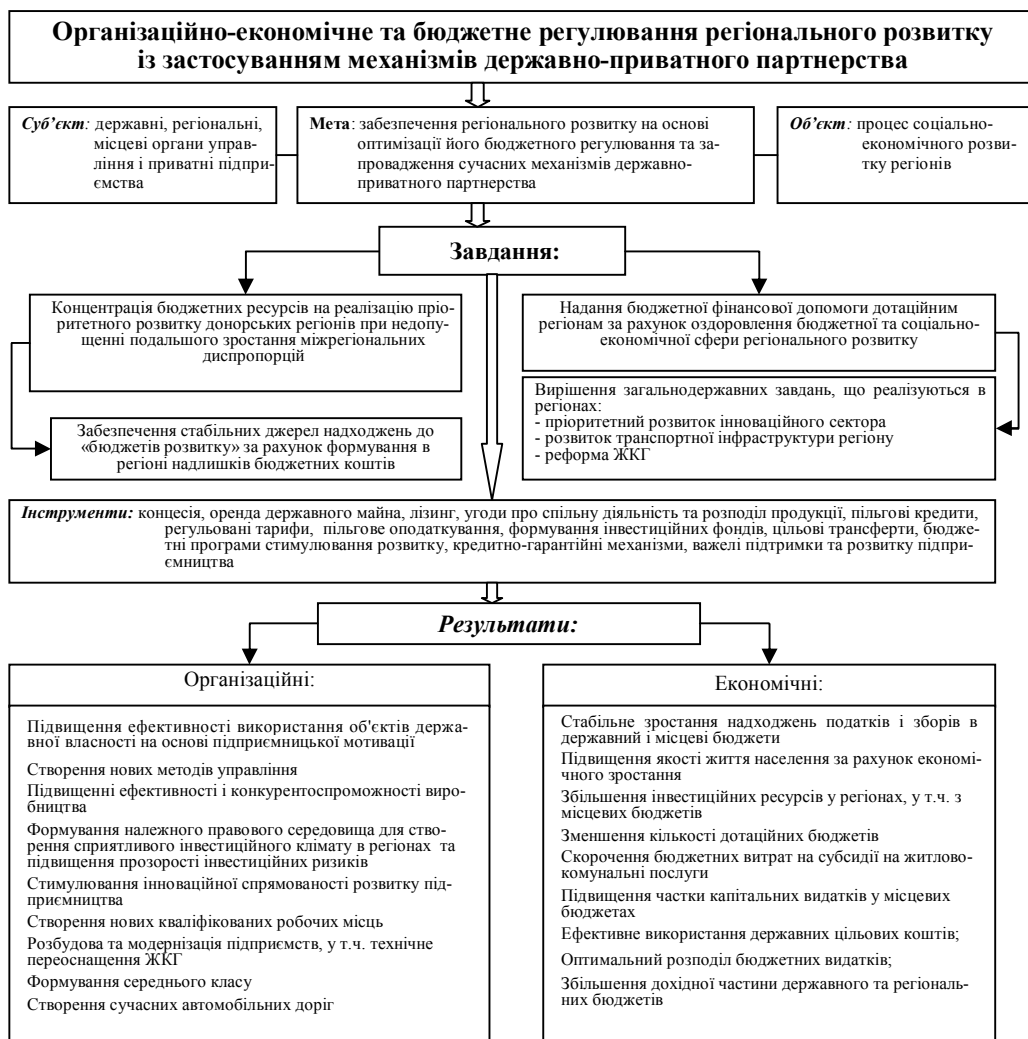 Організаційно-економічне та бюджетне регулювання регіонального розвитку
із застосуванням механізмів державно-приватного партнерства
Суб’єкт: державні, регіональні,
місцеві органи управ-
ління і приватні підпри-
ємства
Мета: забезпечення регіонального розвитку на основі
оптимізації його бюджетного регулювання та за-
провадження сучасних механізмів державно-
приватного партнерства
Об’єкт: процес соціально-
економічного розви-
тку регіонів
Завдання:
Концентрація бюджетних ресурсів на реалізацію прі-
оритетного розвитку донорських регіонів при недопу-
щенні подальшого зростання міжрегіональних
диспропорцій
Забезпечення стабільних джерел надходжень до
«бюджетів розвитку» за рахунок формування в
регіоні надлишків бюджетних коштів
Надання бюджетної фінансової допомоги дотаційним
регіонам за рахунок оздоровлення бюджетної та соціально-
економічної сфери регіонального розвитку
Вирішення загальнодержавних завдань, що реалізуються в
регіонах:
- пріоритетний розвиток інноваційного сектора
- розвиток транспортної інфраструктури регіону
- реформа ЖКГ
Інструменти: концесія, оренда державного майна, лізинг, угоди про спільну діяльність та розподіл продукції, пільгові кредити,
регульовані тарифи, пільгове оподаткування, формування інвестиційних фондів, цільові трансферти, бюдже-
тні програми стимулювання розвитку, кредитно-гарантійні механізми, важелі підтримки та розвитку підпри-
ємництва
Результати:
Організаційні:
Підвищення ефективності використання об'єктів держ-
авної власності на основі підприємницької мотивації
Створення нових методів управління
Підвищенні ефективності і конкурентоспроможності виро-
бництва
Формування належного правового середовища для ство-
рення сприятливого інвестиційного клімату в регіонах та
підвищення прозорості інвестиційних ризиків
Стимулювання інноваційної спрямованості розвитку під-
приємництва
Створення нових кваліфікованих робочих місць
Розбудова та модернізація підприємств, у т.ч. технічне
переоснащення ЖКГ
Формування середнього класу
Створення сучасних автомобільних доріг
Економічні:
Стабільне зростання надходжень податків і зборів в
державний і місцеві бюджети
Підвищення якості життя населення за рахунок економі-
чного зростання
Збільшення інвестиційних ресурсів у регіонах, у т.ч. з
місцевих бюджетів
Зменшення кількості дотаційних бюджетів
Скорочення бюджетних витрат на субсидії на житлово-
комунальні послуги
Підвищення частки капітальних видатків у місцевих
бюджетах
Ефективне використання державних цільових коштів;
Оптимальний розподіл бюджетних видатків;
Збільшення дохідної частини державного та регіональ-
них бюджетів